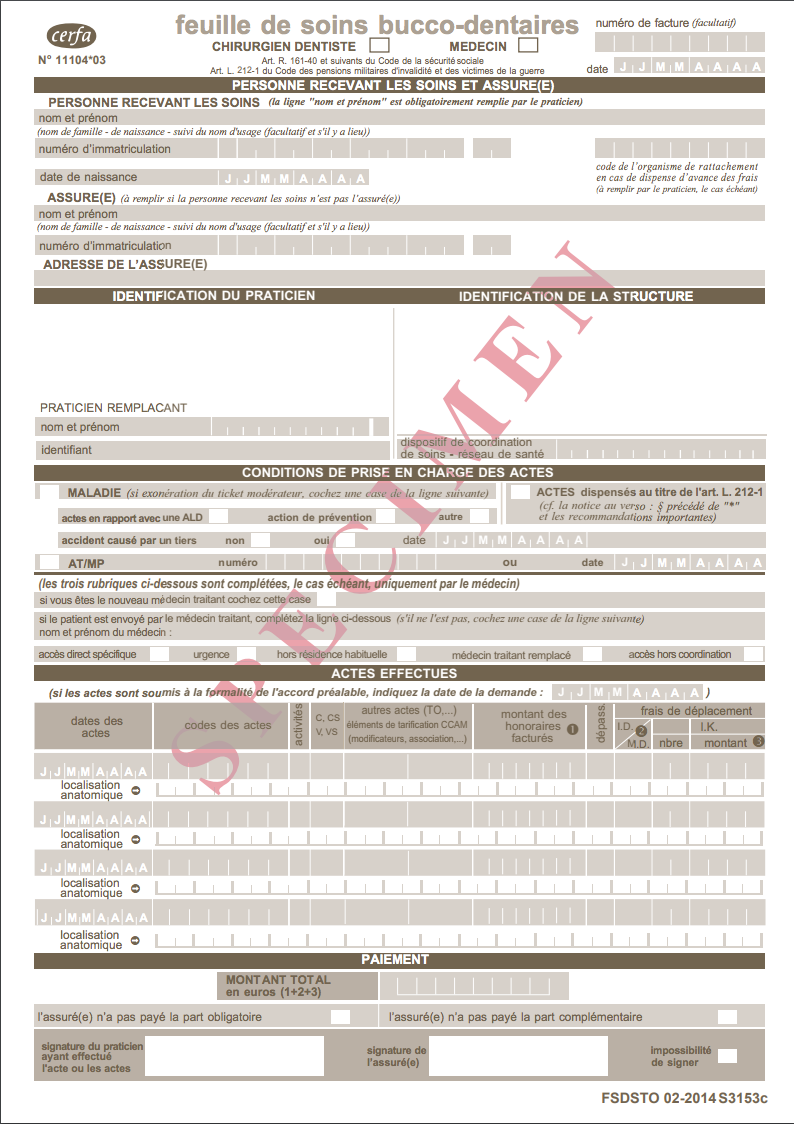 feuille de soins bucco-dentaires
cerfa
N° 11104*03
CHIRURGIEN DENTISTE MEDECIN
Art. R. 161-40 et suivants du Code de la sécurité sociale
Art. L. 212-1 du Code des pensions militaires d'invalidité et des victimes de la guerre
numéro de facture (facultatif)
date J J M M A A A A
PERSONNE RECEVANT LES SOINS ET ASSURE(E)
PERSONNE RECEVANT LES SOINS (la ligne "nom et prénom" est obligatoirement remplie par le praticien)
nom et prénom
(nom de famille - de naissance - suivi du nom d'usage (facultatif et s'il y a lieu))
numéro d'immatriculation
code de l'organisme de rattachement
en cas de dispense d'avance des frais
(à remplir par le praticien, le cas échéant)
date de naissance J J M M A A A A
ASSURE(E) (à remplir si la personne recevant les soins n'est pas l'assuré(e))
nom et prénom
(nom de famille - de naissance - suivi du nom d'usage (facultatif et s'il y a lieu))
numéro d'immatriculation
ADRESSE DE L'ASSURE(E)
IDENTIFICATION DU PRATICIEN IDENTIFICATION DE LA STRUCTURE
PRATICIEN REMPLACANT
nom et prénom
identifiant
dispositif de coordination
de soins - réseau de santé
CONDITIONS DE PRISE EN CHARGE DES ACTES
MALADIE (si exonération du ticket modérateur, cochez une case de la ligne suivante)
actes en rapport avec une ALD action de prévention autre
ACTES dispensés au titre de l'art. L. 212-1
(cf. la notice au verso : § précédé de "*"
et les recommandations importantes)
accident causé par un tiers non oui date J J M M A A A A
AT/MP numéro ou date J J M M A A A A
(les trois rubriques ci-dessous sont complétées, le cas échéant, uniquement par le médecin)
si vous êtes le nouveau médecin traitant cochez cette case
si le patient est envoyé par le médecin traitant, complétez la ligne ci-dessous (s'il ne l'est pas, cochez une case de la ligne suivante)
nom et prénom du médecin :
accès direct spécifique urgence hors résidence habituelle médecin traitant remplacé accès hors coordination
ACTES EFFECTUES
(si les actes sont soumis à la formalité de l'accord préalable, indiquez la date de la demande : J J M M A A A A )
dates des
actes
codes des actes
activités
C, CS
V, VS
autres actes (TO,...)
éléments de tarification CCAM
(modificateurs, association,...)
montant des
honoraires
facturés
1
dépass.
frais de déplacement
I.D. 2
M.D.
nbre
I.K.
montant 3
J J M M A A A A
localisation
anatomique
J J M M A A A A
localisation
anatomique
J J M M A A A A
localisation
anatomique
J J M M A A A A
localisation
anatomique
PAIEMENT
MONTANT TOTAL
en euros (1+2+3)
l'assuré(e) n'a pas payé la part obligatoire l'assuré(e) n'a pas payé la part complémentaire
signature du praticien
ayant effectué
l'acte ou les actes
signature de
l'assuré(e)
impossibilité
de signer
FSDSTO 02-2014 S3153c
SPECIMEN